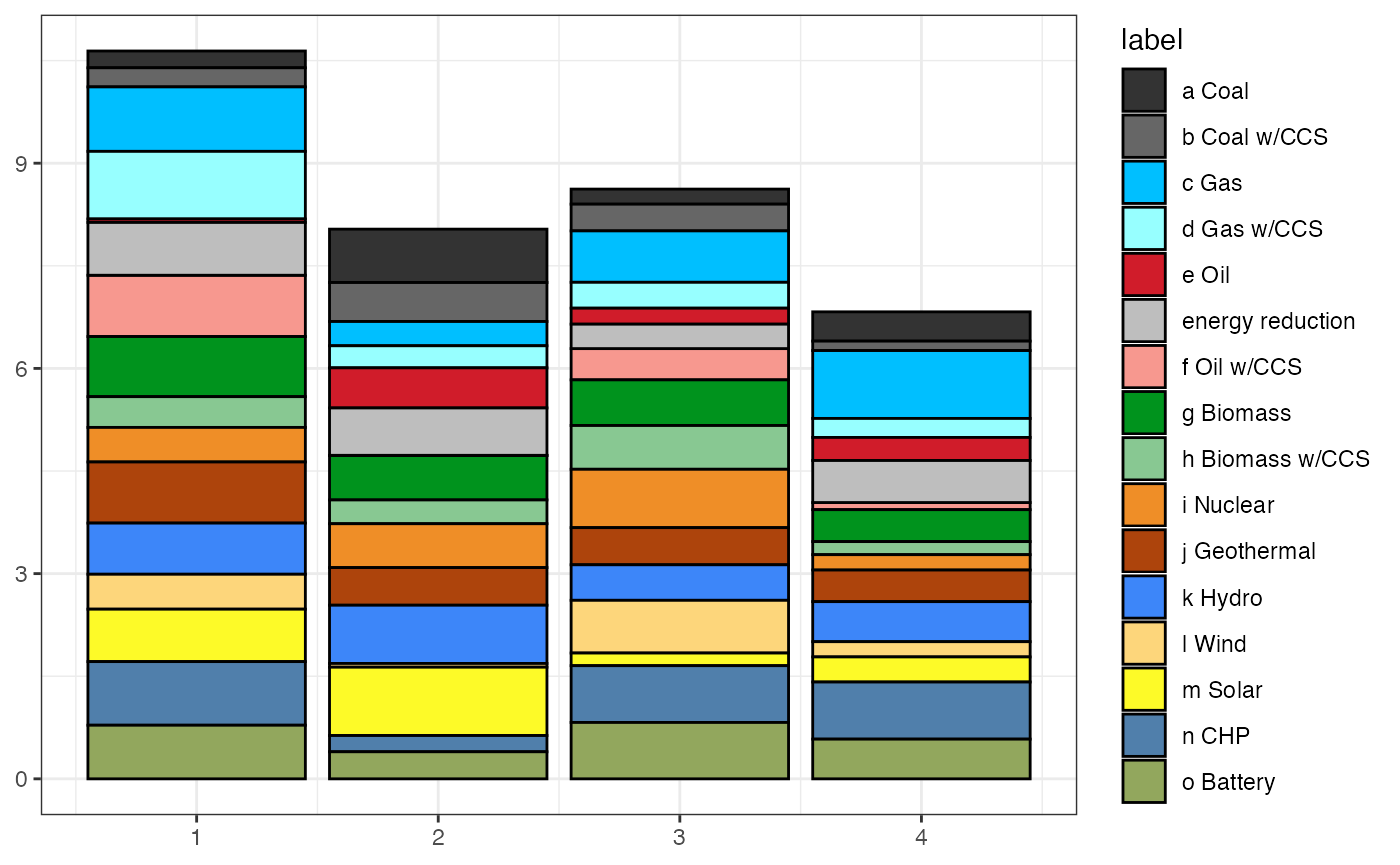 9
6
3
0
1
2
3
4
label
a Coal
b Coal w/CCS
c Gas
d Gas w/CCS
e Oil
energy reduction
f Oil w/CCS
g Biomass
h Biomass w/CCS
i Nuclear
j Geothermal
k Hydro
l Wind
m Solar
n CHP
o Battery